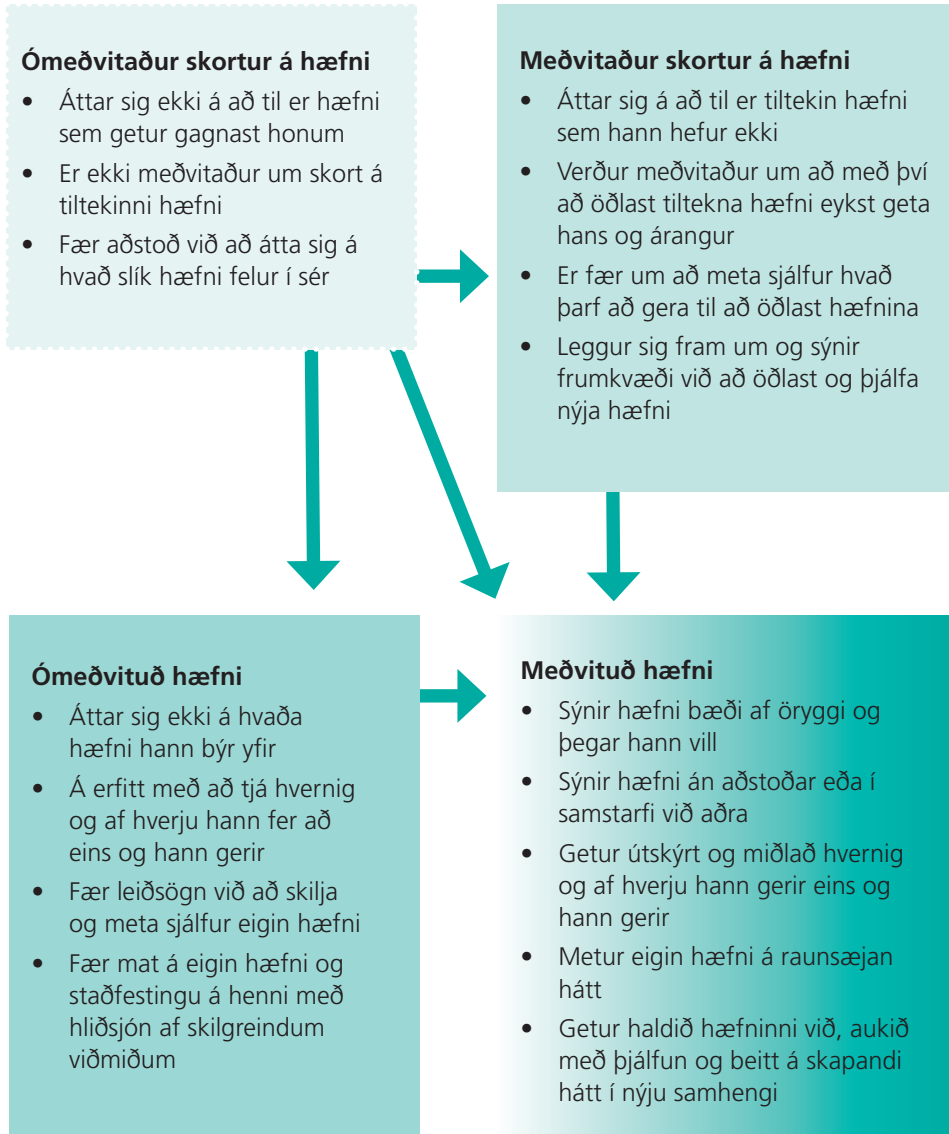 Ómeðvitaður skortur á hæfni
• Áttar sig ekki á að til er hæfni
sem getur gagnast honum
• Er ekki meðvitaður um skort á
tiltekinni hæfni
• Fær aðstoð við að átta sig á
hvað slík hæfni felur í sér
Meðvitaður skortur á hæfni
• Áttar sig á að til er tiltekin hæfni
sem hann hefur ekki
• Verður meðvitaður um að með því
að öðlast tiltekna hæfni eykst geta
hans og árangur
• Er fær um að meta sjálfur hvað
þarf að gera til að öðlast hæfnina
• Leggur sig fram um og sýnir
frumkvæði við að öðlast og þjálfa
nýja hæfni
Ómeðvituð hæfni
• Áttar sig ekki á hvaða
hæfni hann býr yfir
• Á erfitt með að tjá hvernig
og af hverju hann fer að
eins og hann gerir
• Fær leiðsögn við að skilja
og meta sjálfur eigin hæfni
• Fær mat á eigin hæfni og
staðfestingu á henni með
hliðsjón af skilgreindum
viðmiðum
Meðvituð hæfni
• Sýnir hæfni bæði af öryggi og
þegar hann vill
• Sýnir hæfni án aðstoðar eða í
samstarfi við aðra
• Getur útskýrt og miðlað hvernig
og af hverju hann gerir eins og
hann gerir
• Metur eigin hæfni á raunsæjan
hátt
• Getur haldið hæfninni við, aukið
með þjálfun og beitt á skapandi
hátt í nýju samhengi